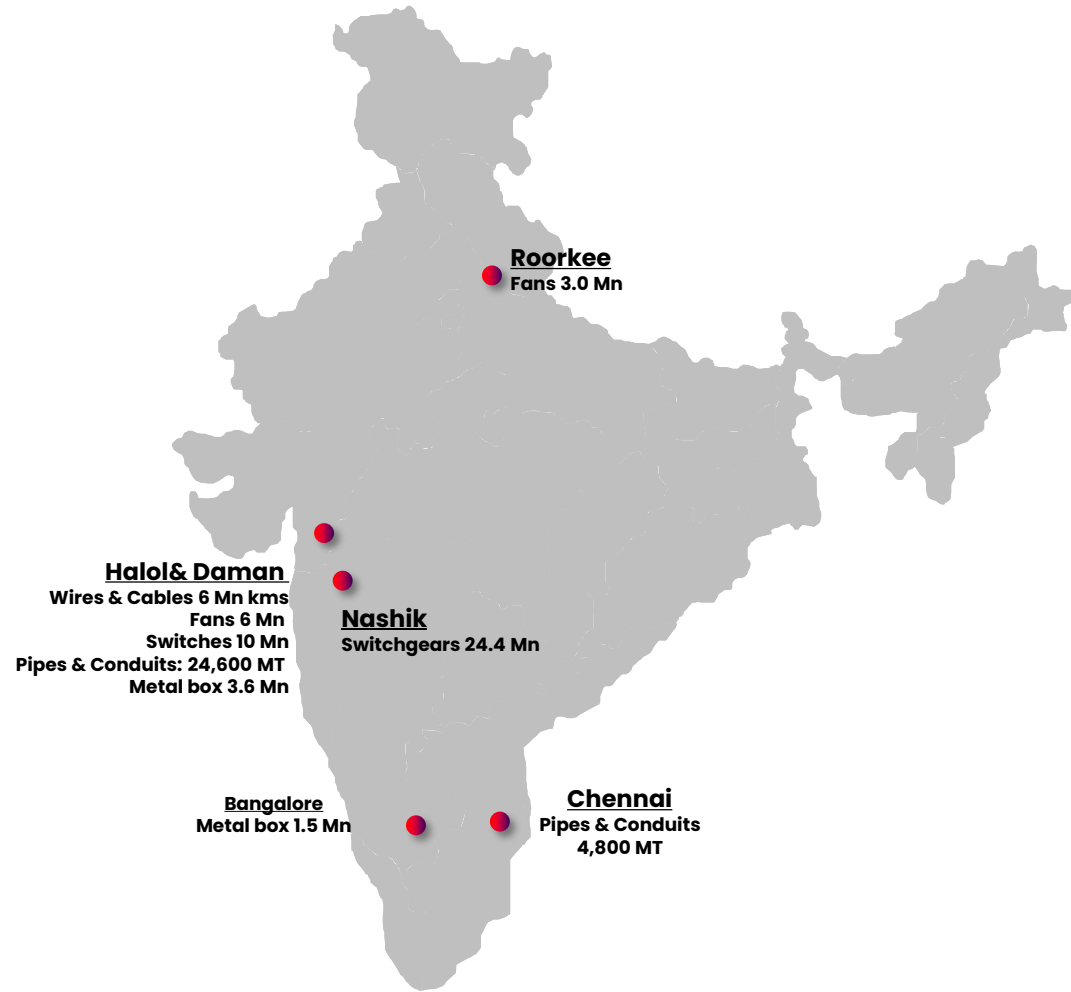 Roorkee
Fans 3.0 Mn
Halol& Daman
Wires & Cables 6 Mn kms
Fans 6 Mn
Switches 10 Mn
Pipes & Conduits: 24,600 MT
Metal box 3.6 Mn
Nashik
Switchgears 24.4 Mn
Bangalore
Metal box 1.5 Mn
Chennai
Pipes & Conduits
4,800 MT